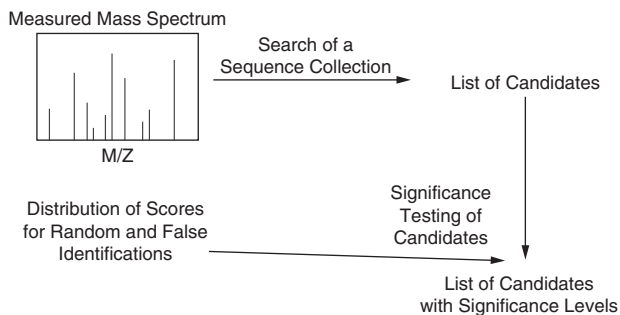 Measured Mass Spectrum
Search of a
Sequence Collection
List of Candidates
M/Z
Significance
Testing of
Candidates
Distribution of Scores
for Random and False
Identifications
List of Candidates
with Significance Levels